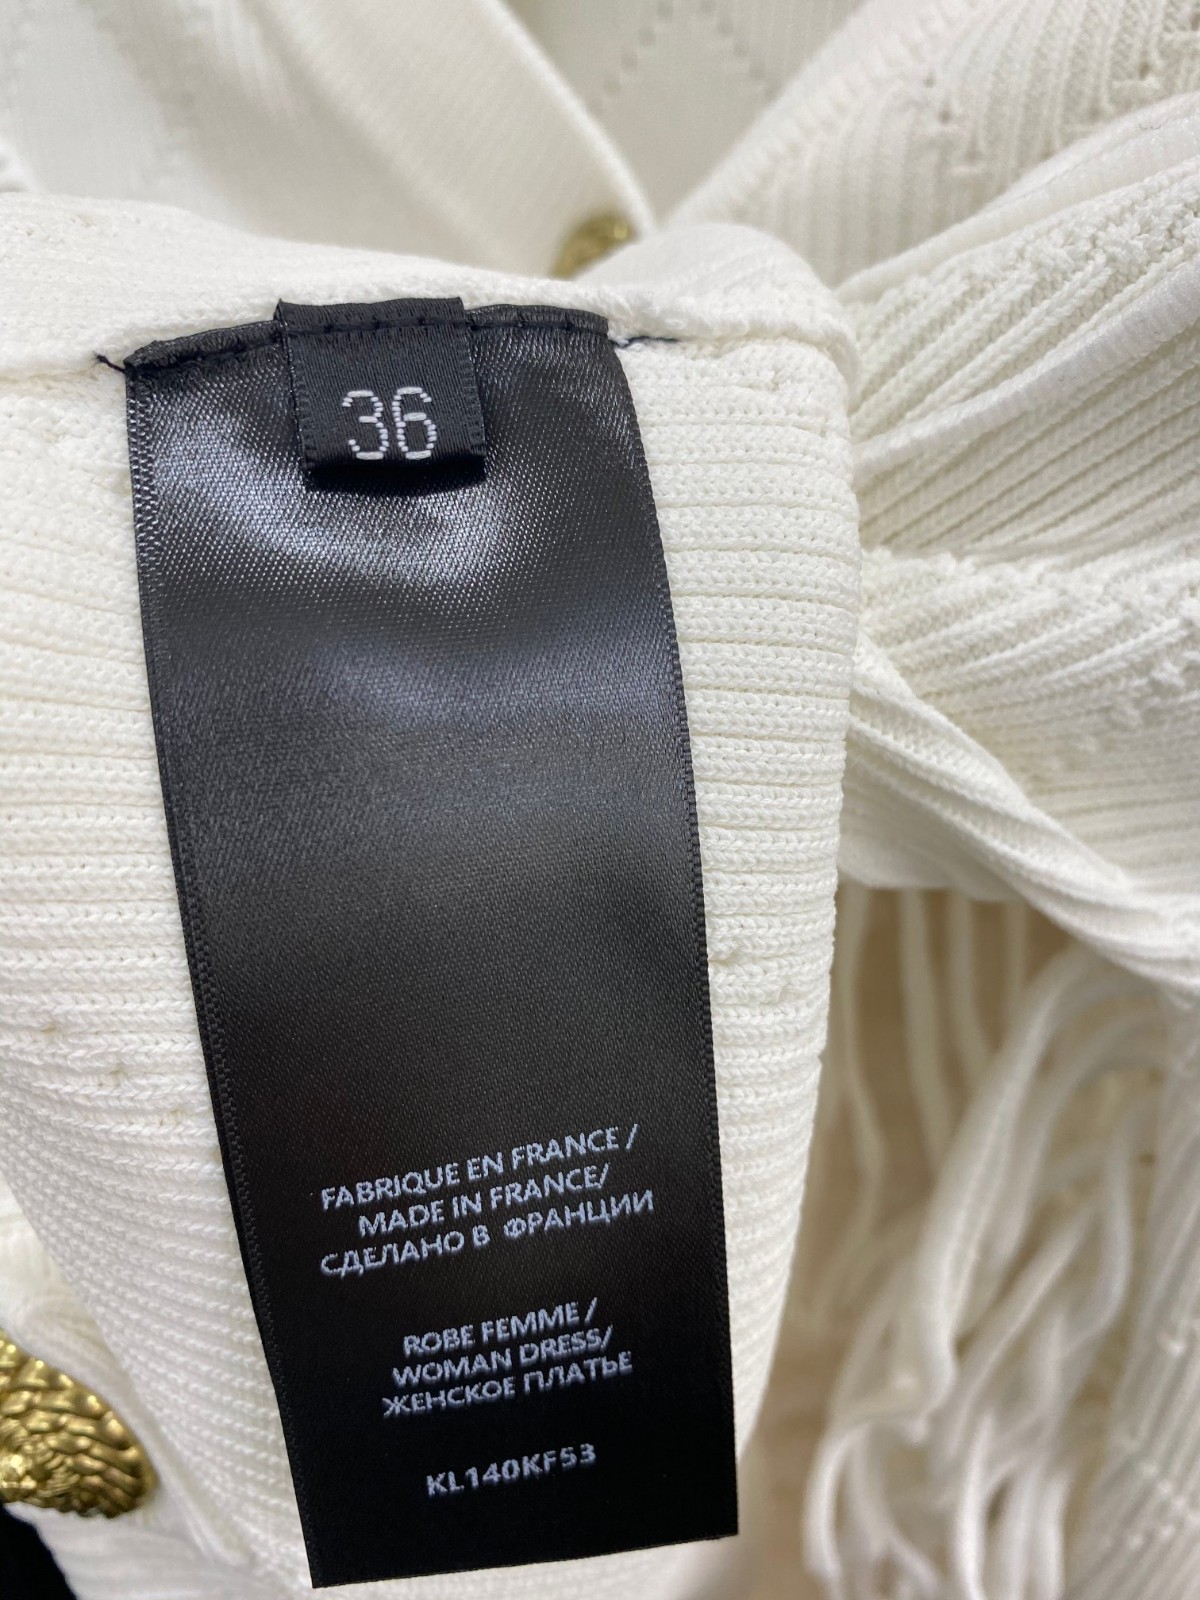 36
FABRIQUE EN FRANCE /
MADE IN FRANCE/
СДЕЛАНО В ФРАНЦИИ
ROBE FEMME /
WOMAN DRESS/
ЖЕНСКОЕ ПЛАТЬЕ
KL140KF53